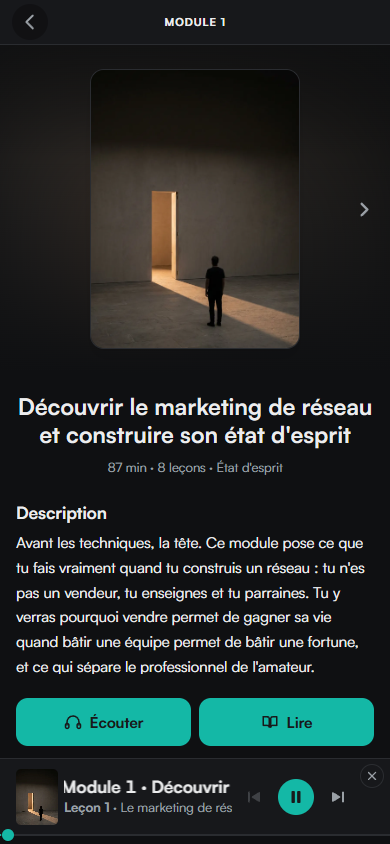 MODULE 1
Découvrir le marketing de réseau
et construire son état d'esprit
87 min · 8 leçons · État d'esprit
Description
Avant les techniques, la tête. Ce module pose ce que
tu fais vraiment quand tu construis un réseau : tu n'es
pas un vendeur, tu enseignes et tu parraines. Tu y
verras pourquoi vendre permet de gagner sa vie
quand bâtir une équipe permet de bâtir une fortune,
et ce qui sépare le professionnel de l'amateur.
Écouter
Lire
Module 1 · Découvrir
Leçon 1 · Le marketing de rés